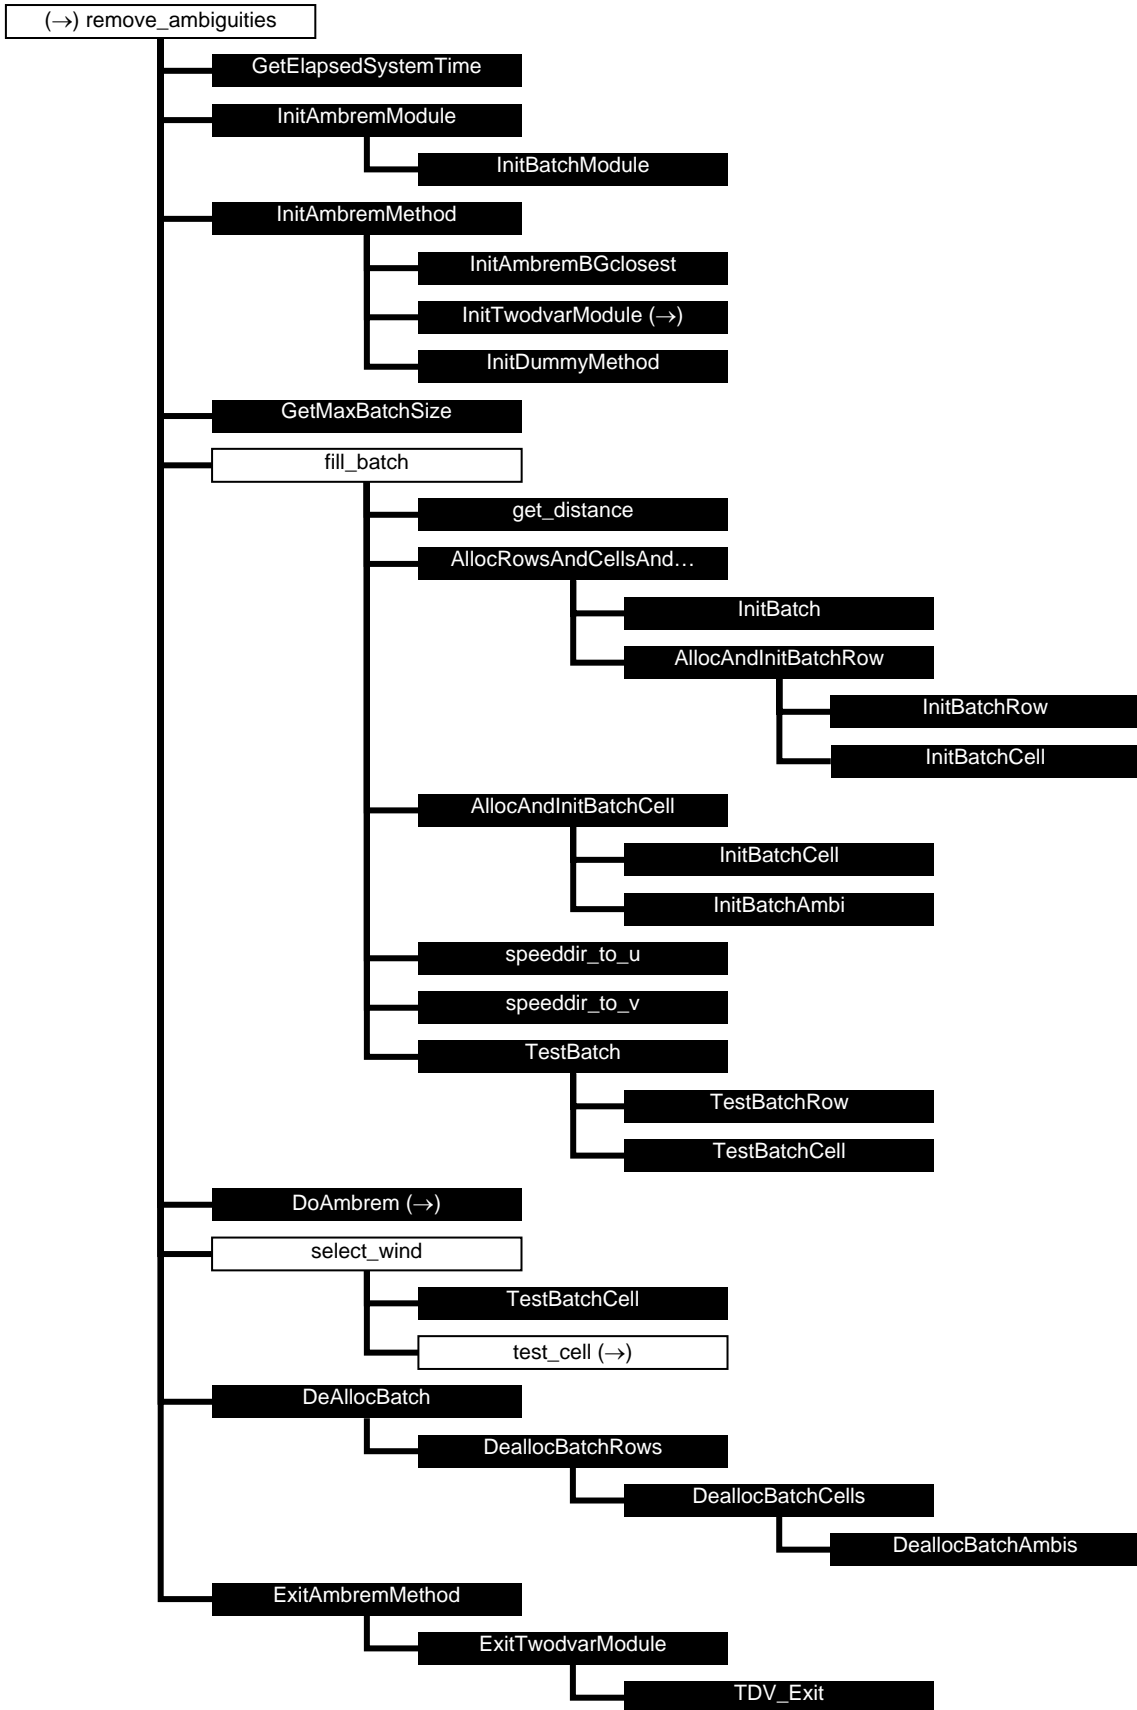 (→) remove_ambiguities
GetElapsedSystemTime
InitAmbremModule
InitBatchModule
InitAmbremMethod
InitAmbremBGclosest
InitTwodvarModule (→)
InitDummyMethod
GetMaxBatchSize
fill_batch
get_distance
AllocRowsAndCellsAnd…
InitBatch
AllocAndInitBatchRow
InitBatchRow
InitBatchCell
AllocAndInitBatchCell
InitBatchCell
InitBatchAmbi
speeddir_to_u
speeddir_to_v
TestBatch
TestBatchRow
TestBatchCell
DoAmbrem (→)
select_wind
TestBatchCell
test_cell (→)
DeAllocBatch
DeallocBatchRows
DeallocBatchCells
DeallocBatchAmbis
ExitAmbremMethod
ExitTwodvarModule
TDV_Exit